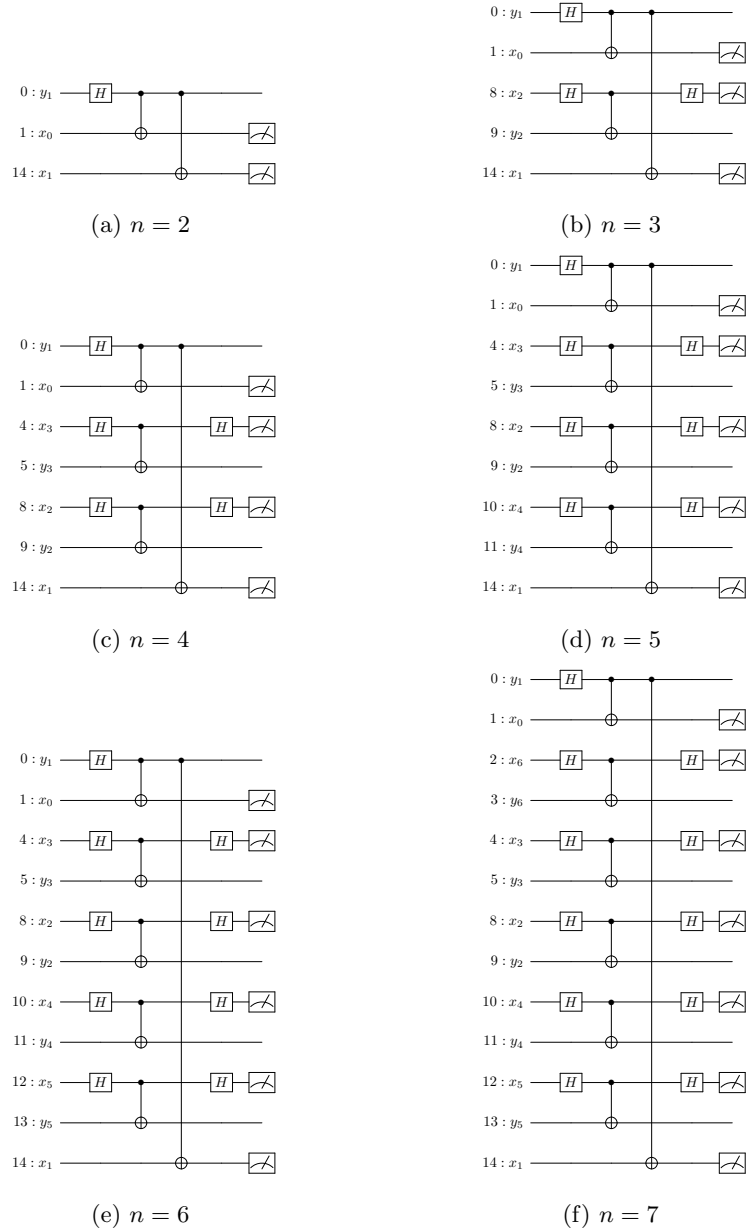 0 : y₁ H
1 : x₀
14 : x₁
(a) n = 2
0 : y₁ H
1 : x₀
8 : x₂ H H
9 : y₂
14 : x₁
(b) n = 3
0 : y₁ H
1 : x₀
4 : x₃ H H
5 : y₃
8 : x₂ H H
9 : y₂
14 : x₁
(c) n = 4
0 : y₁ H
1 : x₀
4 : x₃ H H
5 : y₃
8 : x₂ H H
9 : y₂
10 : x₄ H H
11 : y₄
14 : x₁
(d) n = 5
0 : y₁ H
1 : x₀
4 : x₃ H H
5 : y₃
8 : x₂ H H
9 : y₂
10 : x₄ H H
11 : y₄
12 : x₅ H H
13 : y₅
14 : x₁
(e) n = 6
0 : y₁ H
1 : x₀
2 : x₆ H H
3 : y₆
4 : x₃ H H
5 : y₃
8 : x₂ H H
9 : y₂
10 : x₄ H H
11 : y₄
12 : x₅ H H
13 : y₅
14 : x₁
(f) n = 7